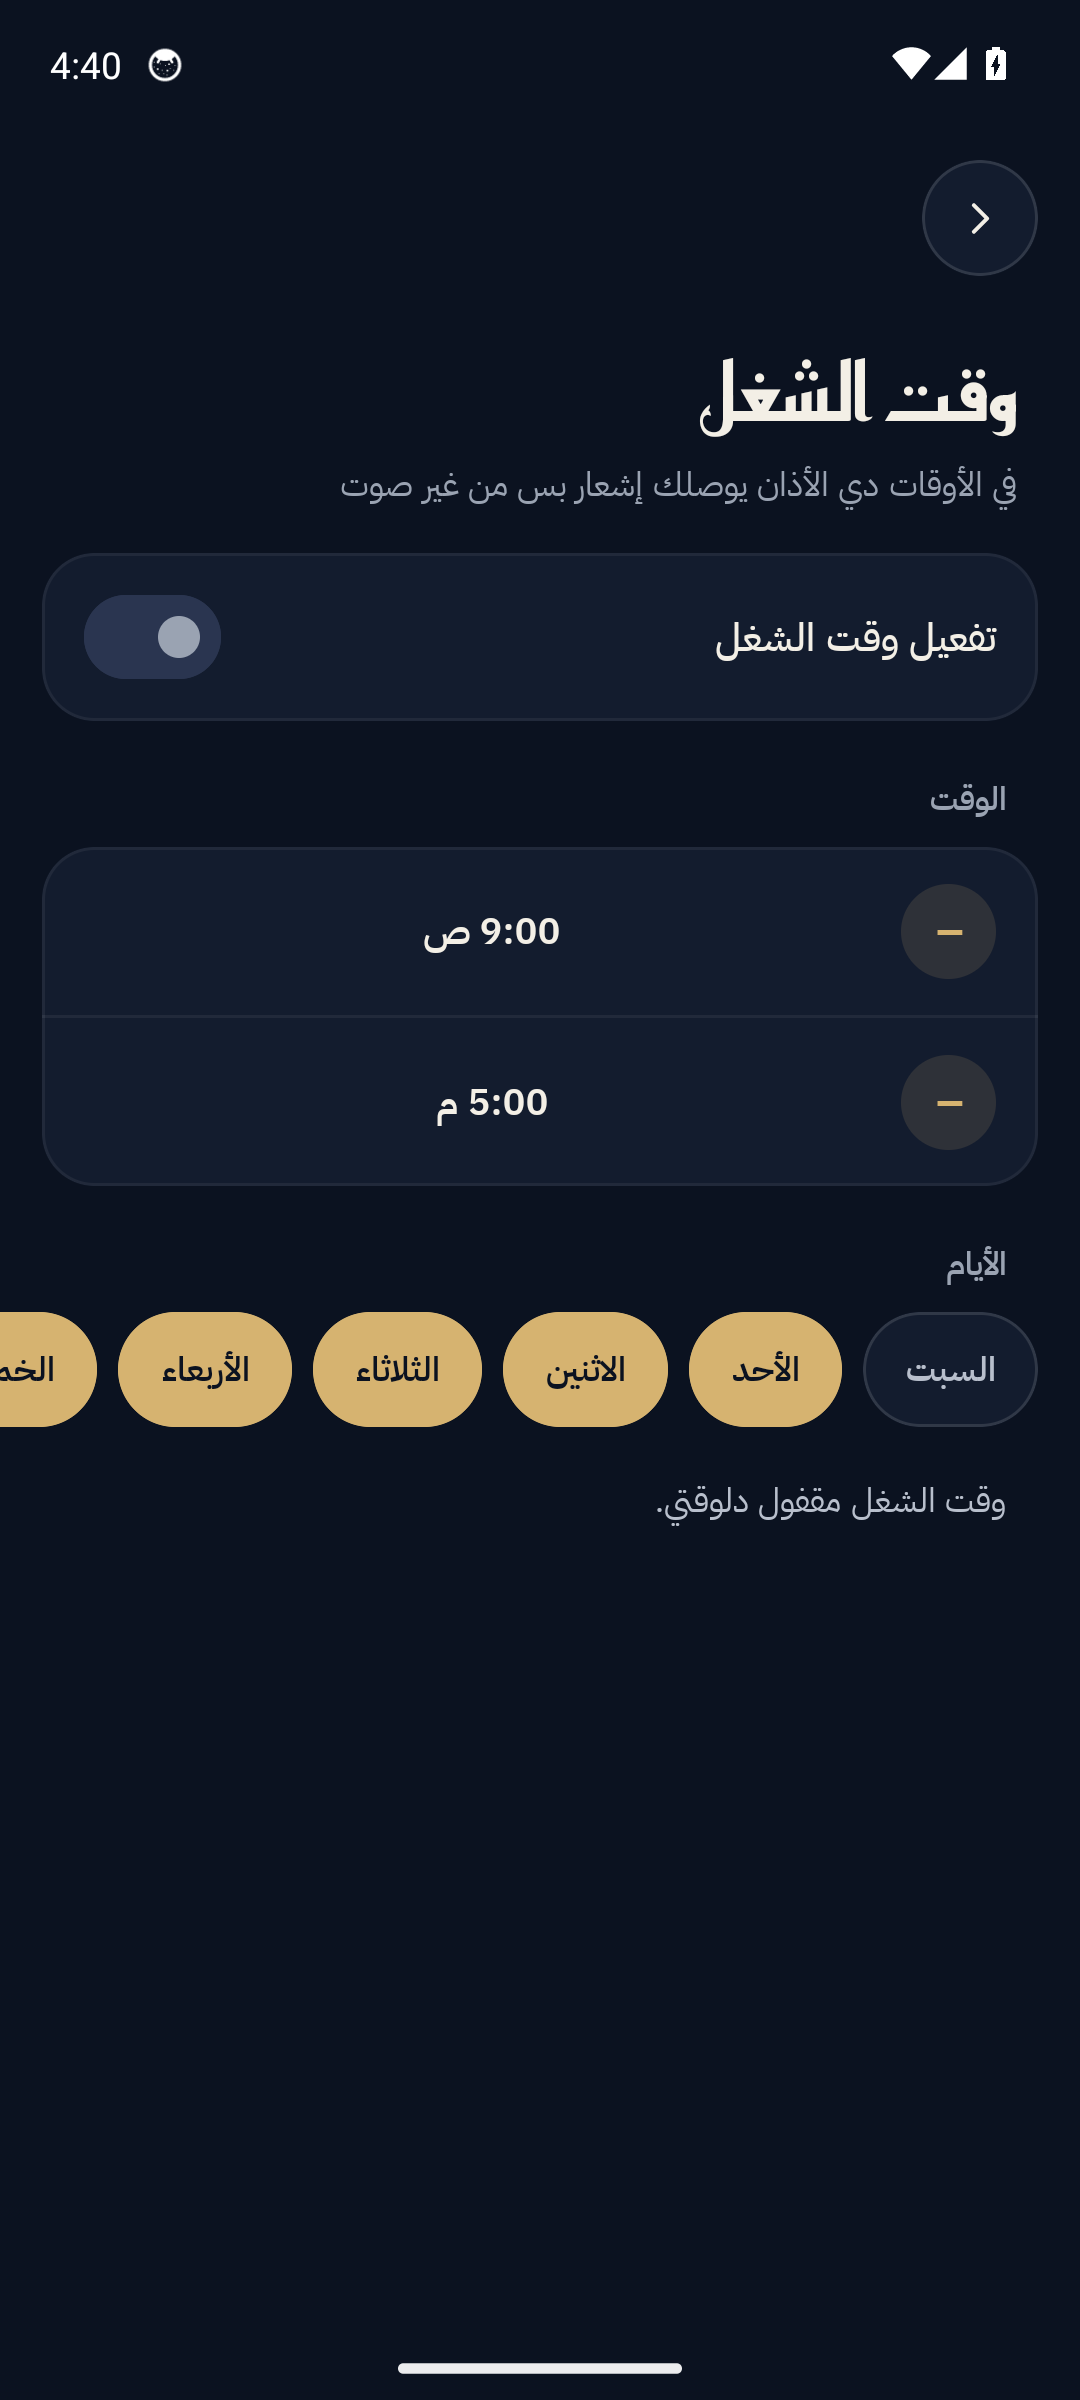 4:40
وقت الشغل
في الأوقات دي الأذان يوصلك إشعار بس من غير صوت
تفعيل وقت الشغل
الوقت
9:00 ص
5:00 م
الأيام
السبت الأحد الاثنين الثلاثاء الأربعاء
وقت الشغل مقفول دلوقتي.